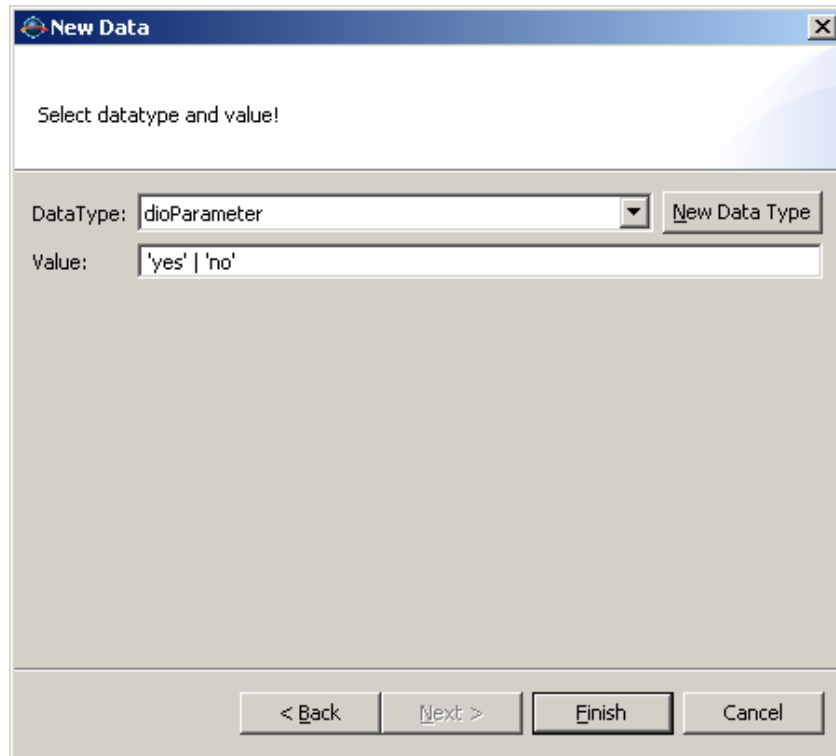 New Data
Select datatype and value!
DataType: dioParameter New Data Type
Value: 'yes' | 'no'
< Back Next > Finish Cancel